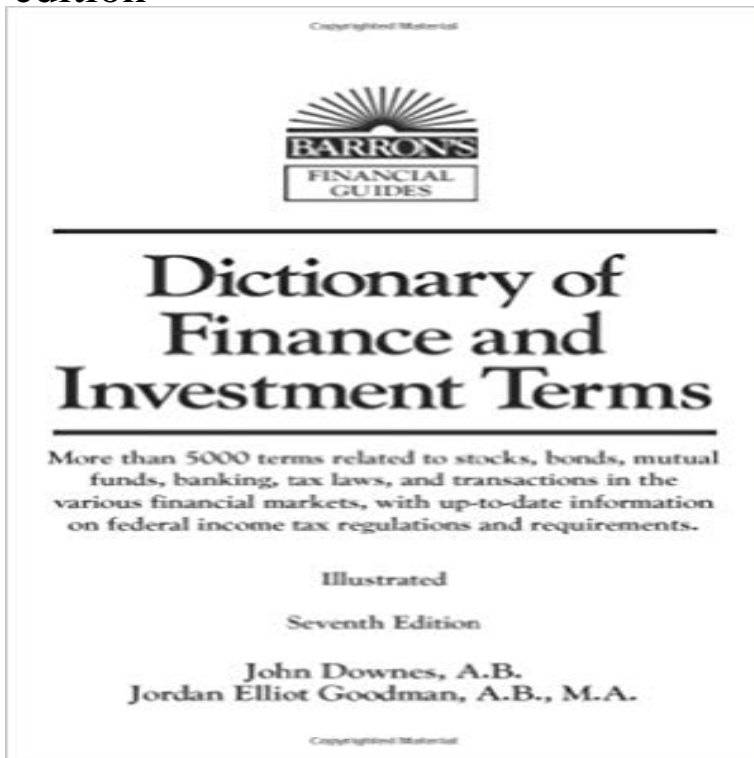 edition
Copyrighted Material
BARRON'S
FINANCIAL
GUIDES
Dictionary of
Finance and
Investment Terms
More than 5000 terms related to stocks, bonds, mutual
funds, banking, tax laws, and transactions in the
various financial markets, with up-to-date information
on federal income tax regulations and requirements.
Illustrated
Seventh Edition
John Downes, A.B.
Jordan Elliot Goodman, A.B., M.A.
Copyrighted Material